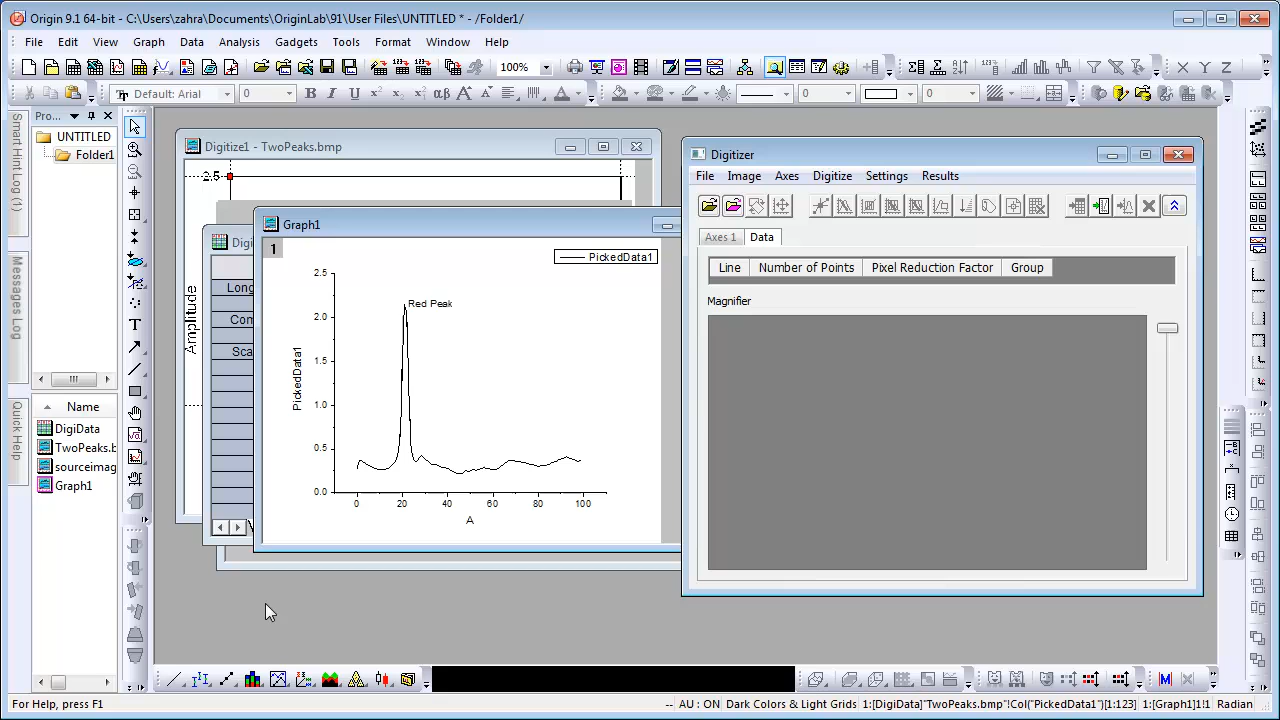 Origin 9.1 64-bit - C:\Users\zahra\Documents\OriginLab\91\User Files\UNTITLED * - /Folder1/
File Edit View Graph Data Analysis Gadgets Tools Format Window Help
100%
Default: Arial 0 B I U 0 0
X Y Z
Smart Hint Log (1)
Messages Log
Quick Help
Pro...
UNTITLED
Folder1
Name
DigiData
TwoPeaks.b
sourceimag
Graph1
Digitize1 - TwoPeaks.bmp
2.5
Amplitude
Digi
Long
Com
Sca
Graph1
1
PickedData1
2.5
Red Peak
2.0
1.5
1.0
0.5
0.0
PickedData1
0 20 40 60 80 100
A
Digitizer
File Image Axes Digitize Settings Results
Axes 1 Data
Line Number of Points Pixel Reduction Factor Group
Magnifier
For Help, press F1
-- AU : ON Dark Colors & Light Grids 1:[DigiData]"TwoPeaks.bmp"!Col("PickedData1")[1:123] 1:[Graph1]1!1 Radian